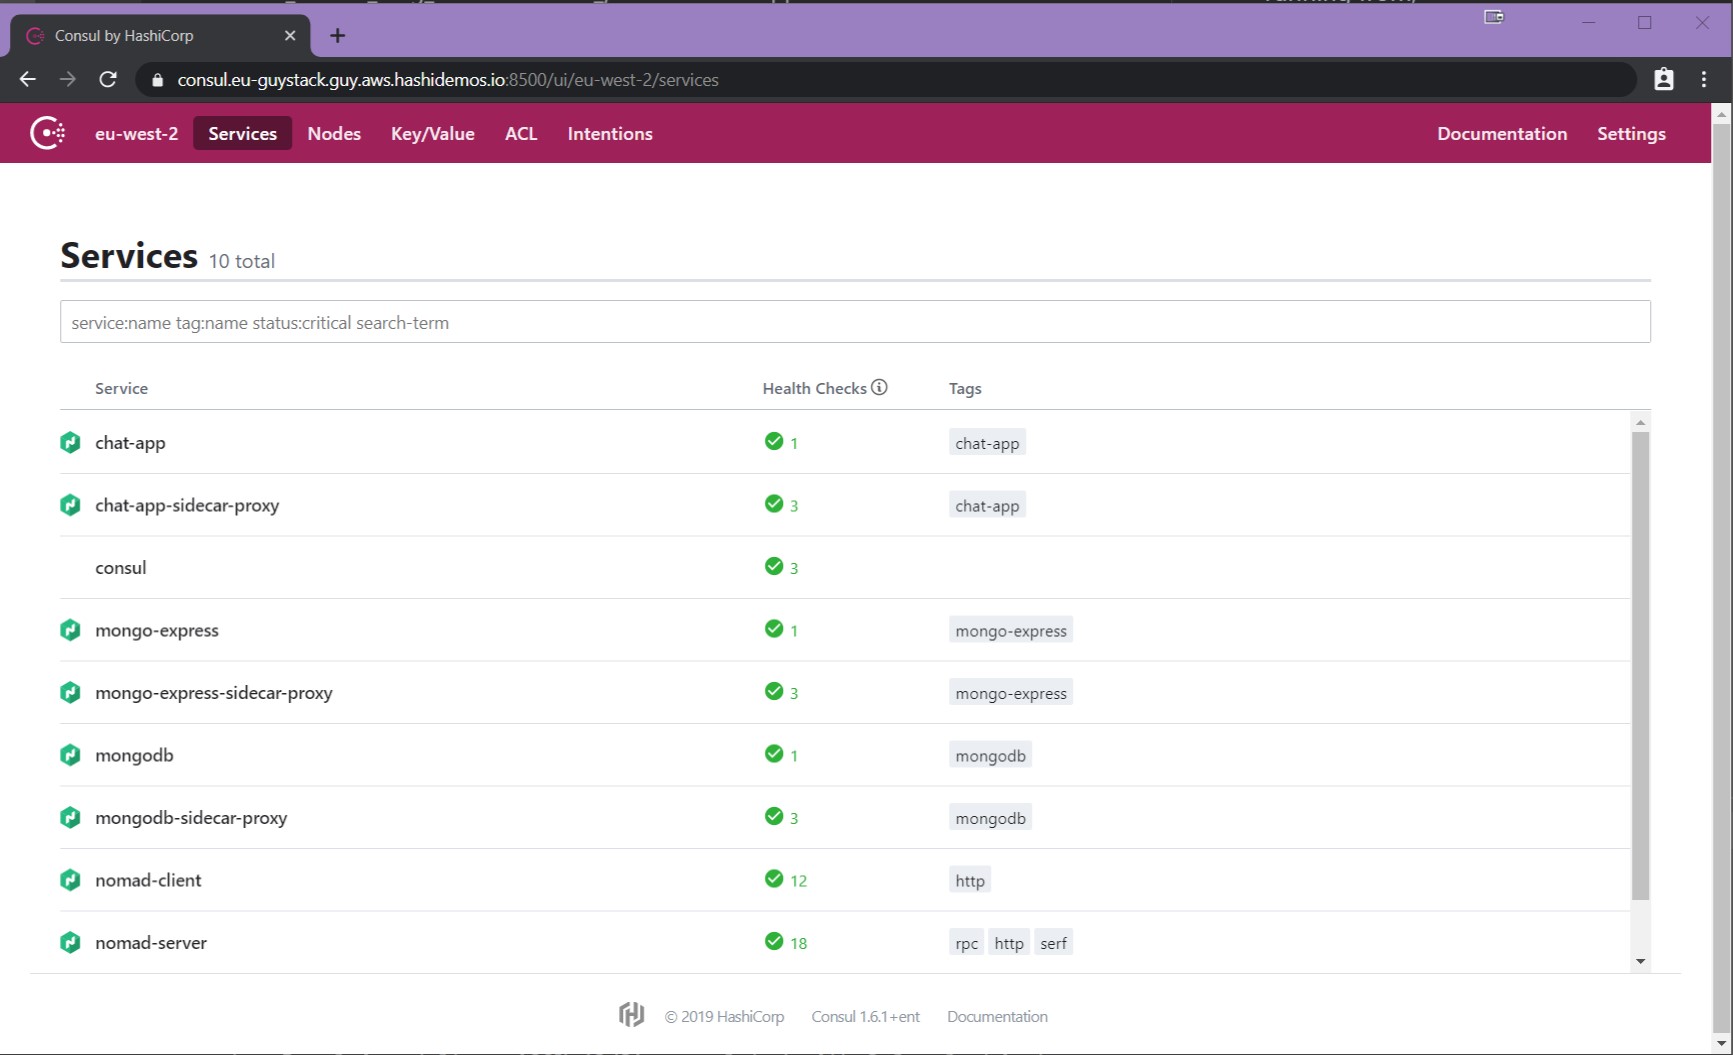 Consul by HashiCorp
consul.eu-guystack.guy.aws.hashidemos.io:8500/ui/eu-west-2/services
eu-west-2 Services Nodes Key/Value ACL Intentions Documentation Settings
Services 10 total
service:name tag:name status:critical search-term
Service Health Checks Tags
chat-app 1 chat-app
chat-app-sidecar-proxy 3 chat-app
consul 3
mongo-express 1 mongo-express
mongo-express-sidecar-proxy 3 mongo-express
mongodb 1 mongodb
mongodb-sidecar-proxy 3 mongodb
nomad-client 12 http
nomad-server 18 rpc http serf
© 2019 HashiCorp Consul 1.6.1+ent Documentation